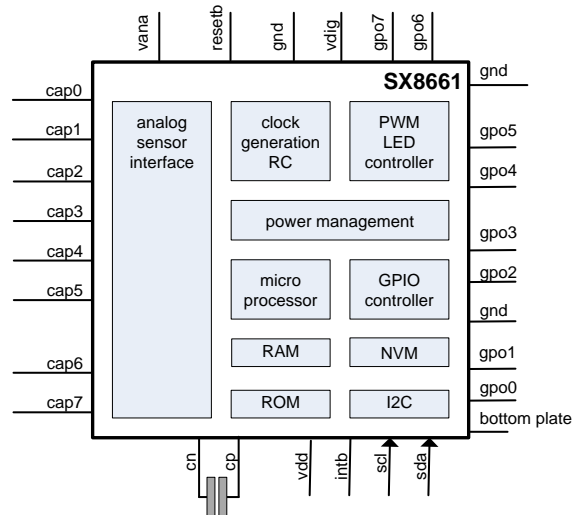 vana
resetb
gnd
vdig
gpo7
gpo6
SX8661
cap0
cap1
cap2
cap3
cap4
cap5
cap6
cap7
analog
sensor
interface
clock
generation
RC
PWM
LED
controller
power management
micro
processor
GPIO
controller
RAM
NVM
ROM
I2C
gnd
gpo5
gpo4
gpo3
gpo2
gnd
gpo1
gpo0
bottom plate
cn
cp
vdd
intb
scl
sda